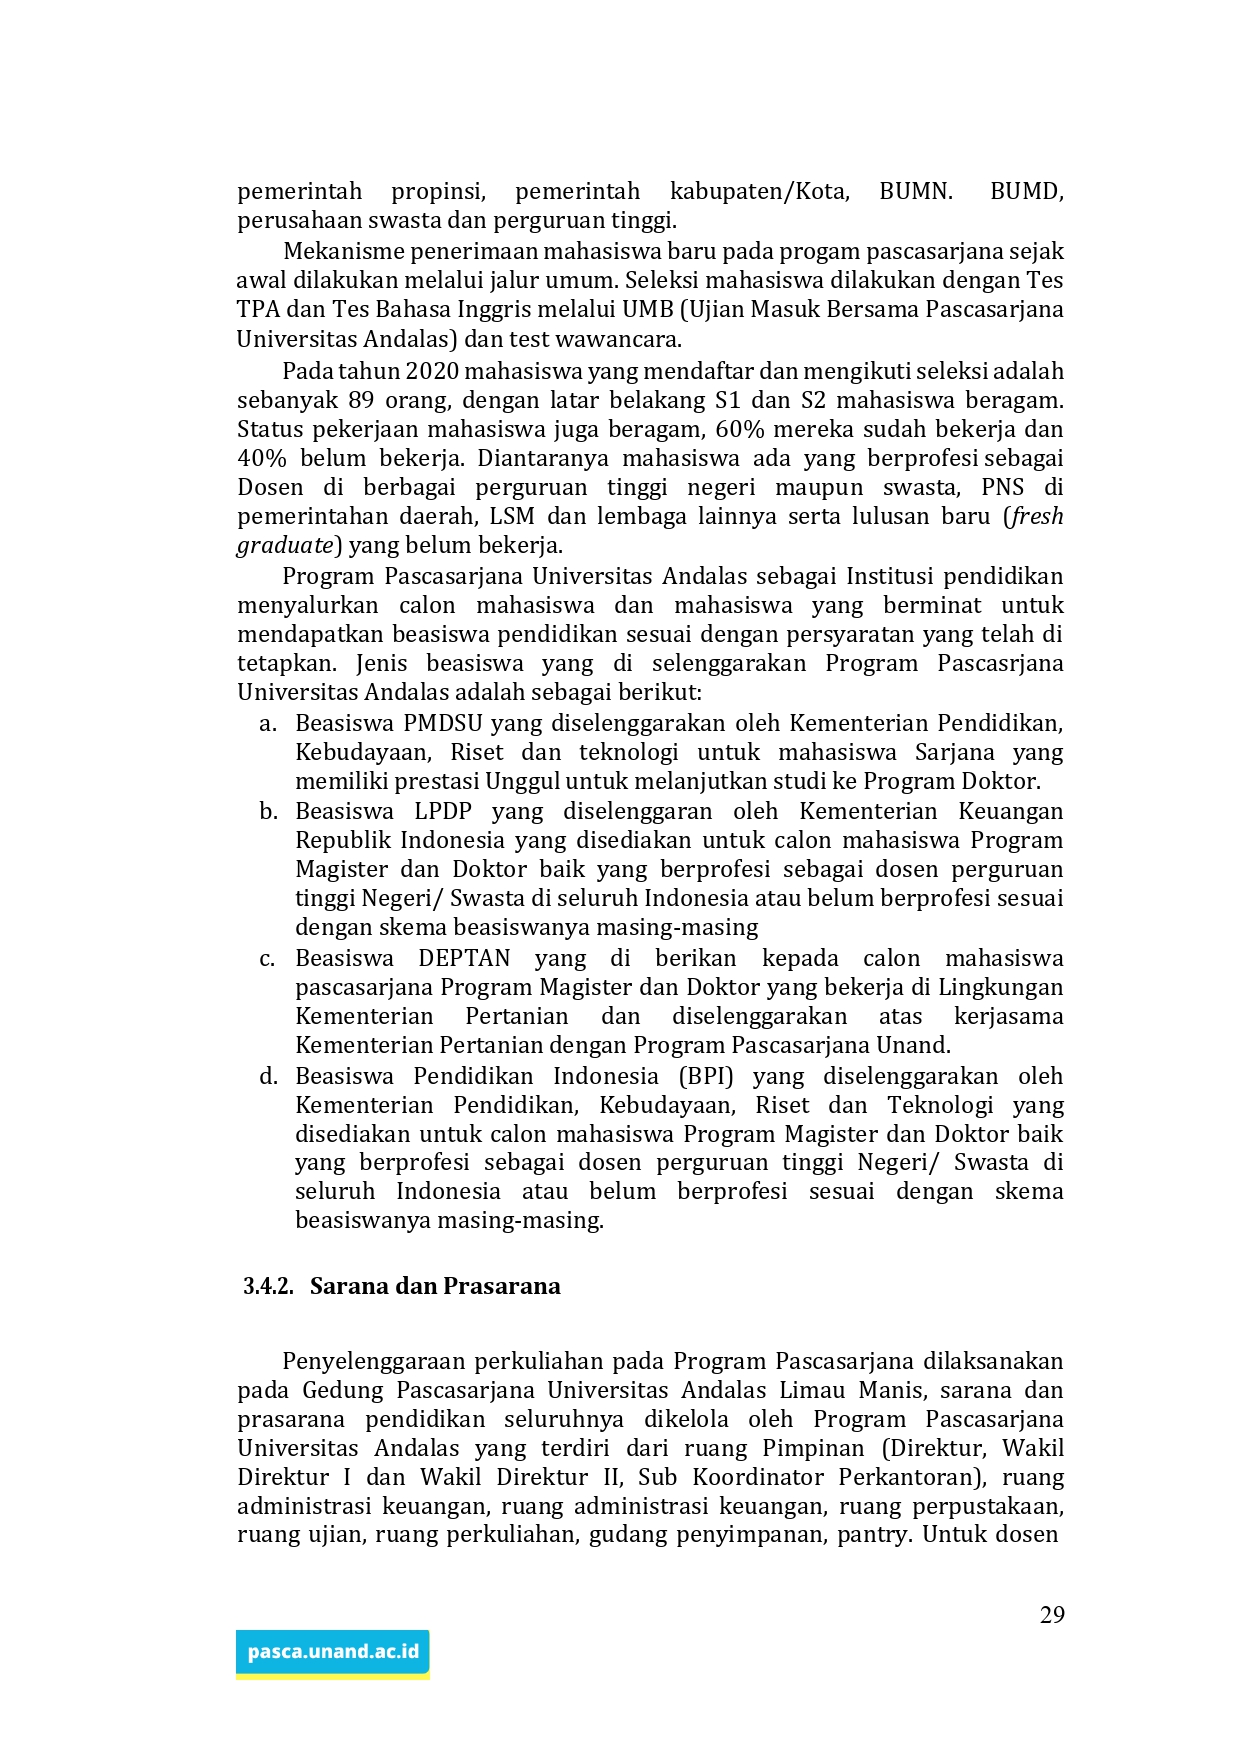 pemerintah propinsi, pemerintah kabupaten/Kota, BUMN. BUMD,
perusahaan swasta dan perguruan tinggi.
Mekanisme penerimaan mahasiswa baru pada progam pascasarjana sejak
awal dilakukan melalui jalur umum. Seleksi mahasiswa dilakukan dengan Tes
TPA dan Tes Bahasa Inggris melalui UMB (Ujian Masuk Bersama Pascasarjana
Universitas Andalas) dan test wawancara.
Pada tahun 2020 mahasiswa yang mendaftar dan mengikuti seleksi adalah
sebanyak 89 orang, dengan latar belakang S1 dan S2 mahasiswa beragam.
Status pekerjaan mahasiswa juga beragam, 60% mereka sudah bekerja dan
40% belum bekerja. Diantaranya mahasiswa ada yang berprofesi sebagai
Dosen di berbagai perguruan tinggi negeri maupun swasta, PNS di
pemerintahan daerah, LSM dan lembaga lainnya serta lulusan baru (fresh
graduate) yang belum bekerja.
Program Pascasarjana Universitas Andalas sebagai Institusi pendidikan
menyalurkan calon mahasiswa dan mahasiswa yang berminat untuk
mendapatkan beasiswa pendidikan sesuai dengan persyaratan yang telah di
tetapkan. Jenis beasiswa yang di selenggarakan Program Pascasrjana
Universitas Andalas adalah sebagai berikut:
a. Beasiswa PMDSU yang diselenggarakan oleh Kementerian Pendidikan,
Kebudayaan, Riset dan teknologi untuk mahasiswa Sarjana yang
memiliki prestasi Unggul untuk melanjutkan studi ke Program Doktor.
b. Beasiswa LPDP yang diselenggaran oleh Kementerian Keuangan
Republik Indonesia yang disediakan untuk calon mahasiswa Program
Magister dan Doktor baik yang berprofesi sebagai dosen perguruan
tinggi Negeri/ Swasta di seluruh Indonesia atau belum berprofesi sesuai
dengan skema beasiswanya masing-masing
c. Beasiswa DEPTAN yang di berikan kepada calon mahasiswa
pascasarjana Program Magister dan Doktor yang bekerja di Lingkungan
Kementerian Pertanian dan diselenggarakan atas kerjasama
Kementerian Pertanian dengan Program Pascasarjana Unand.
d. Beasiswa Pendidikan Indonesia (BPI) yang diselenggarakan oleh
Kementerian Pendidikan, Kebudayaan, Riset dan Teknologi yang
disediakan untuk calon mahasiswa Program Magister dan Doktor baik
yang berprofesi sebagai dosen perguruan tinggi Negeri/ Swasta di
seluruh Indonesia atau belum berprofesi sesuai dengan skema
beasiswanya masing-masing.
3.4.2. Sarana dan Prasarana
Penyelenggaraan perkuliahan pada Program Pascasarjana dilaksanakan
pada Gedung Pascasarjana Universitas Andalas Limau Manis, sarana dan
prasarana pendidikan seluruhnya dikelola oleh Program Pascasarjana
Universitas Andalas yang terdiri dari ruang Pimpinan (Direktur, Wakil
Direktur I dan Wakil Direktur II, Sub Koordinator Perkantoran), ruang
administrasi keuangan, ruang administrasi keuangan, ruang perpustakaan,
ruang ujian, ruang perkuliahan, gudang penyimpanan, pantry. Untuk dosen
29
pasca.unand.ac.id